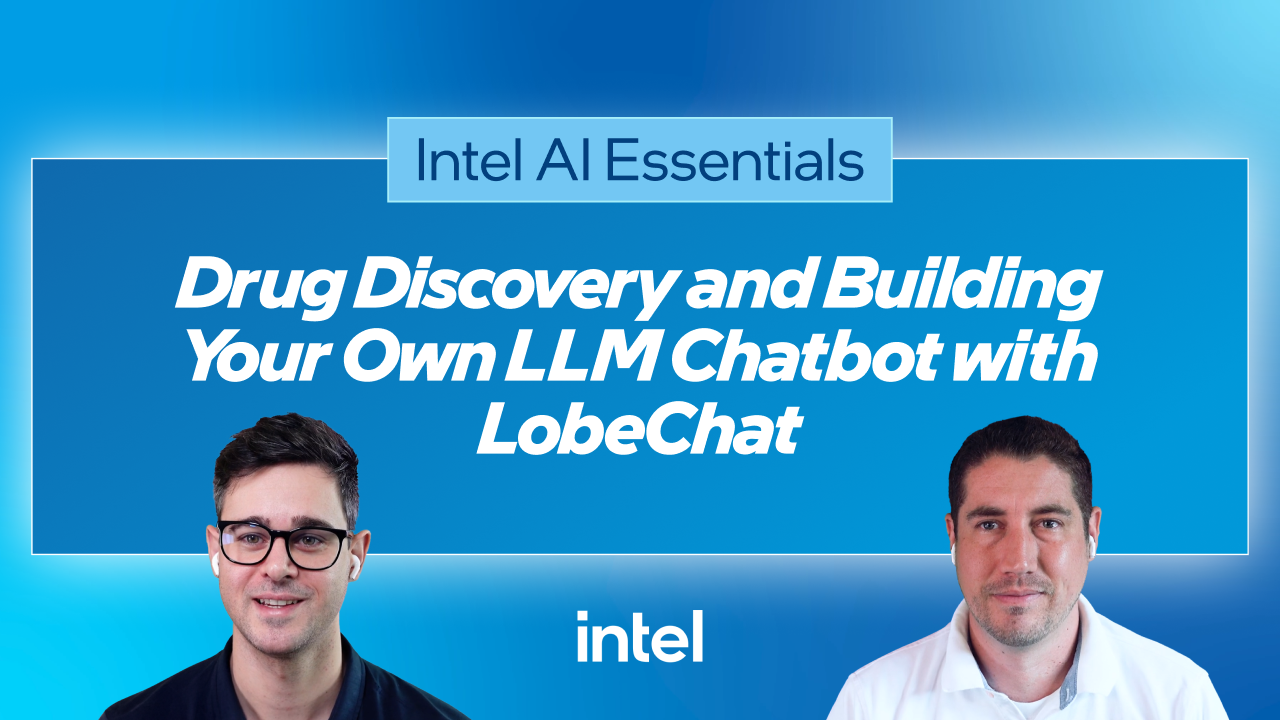 Intel AI Essentials
Drug Discovery and Building
Your Own LLM Chatbot with
LobeChat
intel